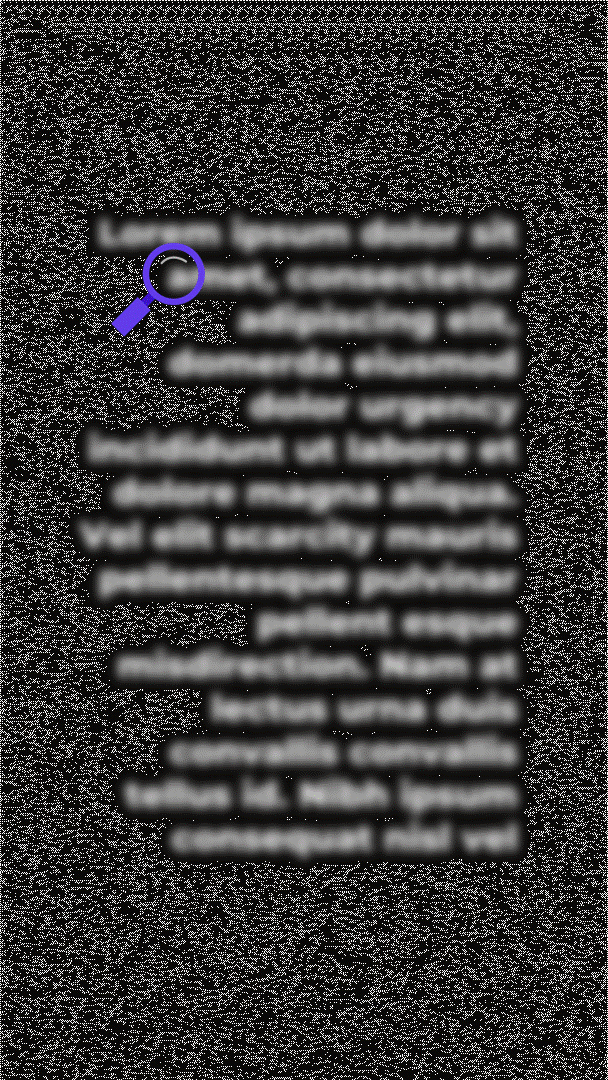 Lorem ipsum dolor sit
amet, consectetur
adipiscing elit,
domerda eiusmod
dolor urgency
incididunt ut labore et
dolore magna aliqua.
Vel elit scarcity mauris
pellentesque pulvinar
pellent esque
misdirection. Nam at
lectus urna duis
convallis convallis
tellus id. Nibh ipsum
consequat nisl vel